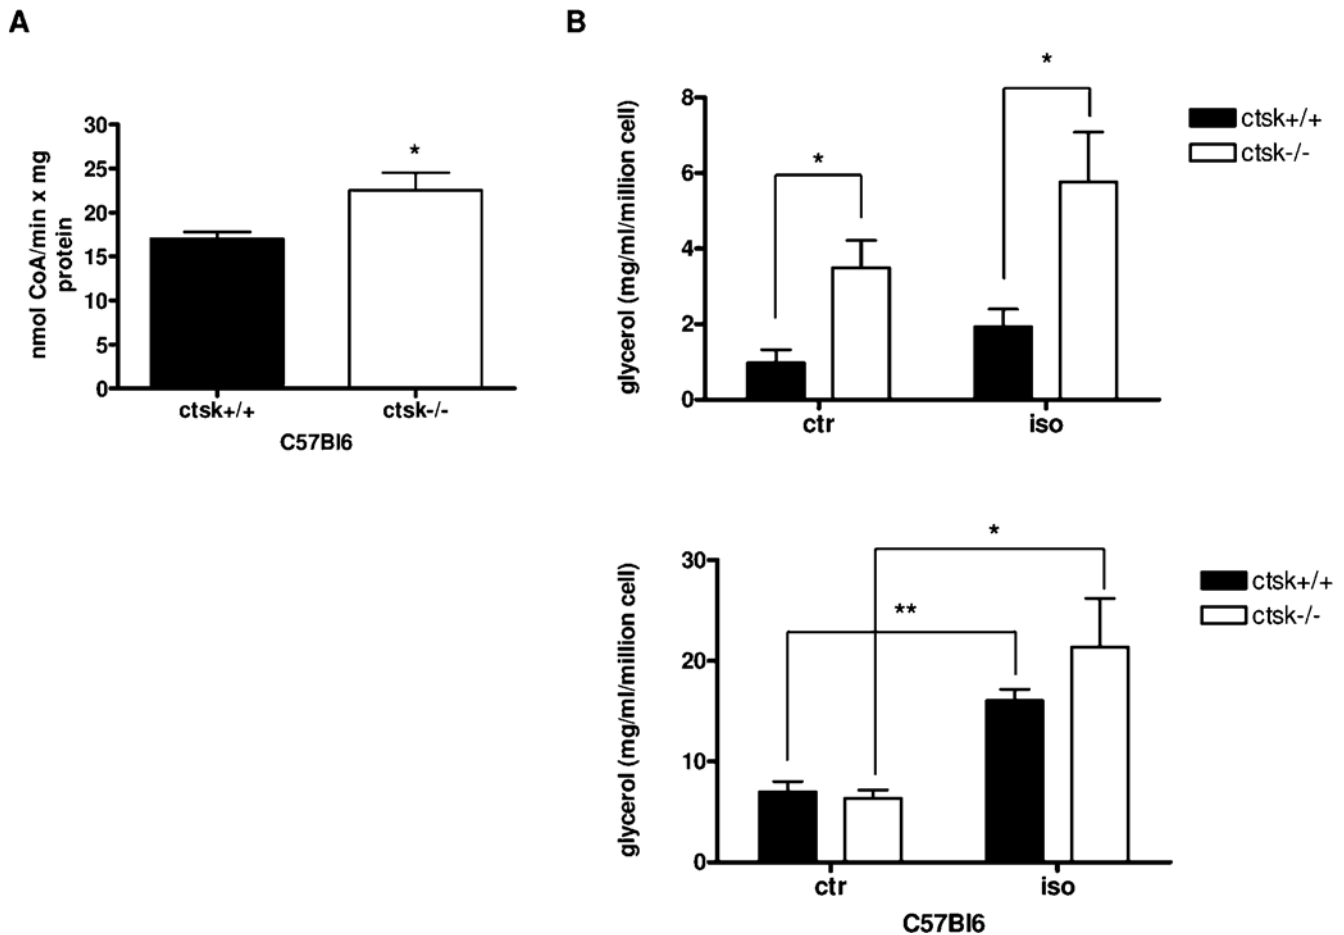 A
nmol CoA/min x mg
protein
30
25
20
15
10
5
0
*
ctsk+/+ ctsk-/-
C57Bl6
B
glycerol (mg/ml/million cell)
8
6
4
2
0
*
*
ctr iso
ctsk+/+
ctsk-/-
glycerol (mg/ml/million cell)
30
20
10
0
*
**
ctr iso
C57Bl6
ctsk+/+
ctsk-/-